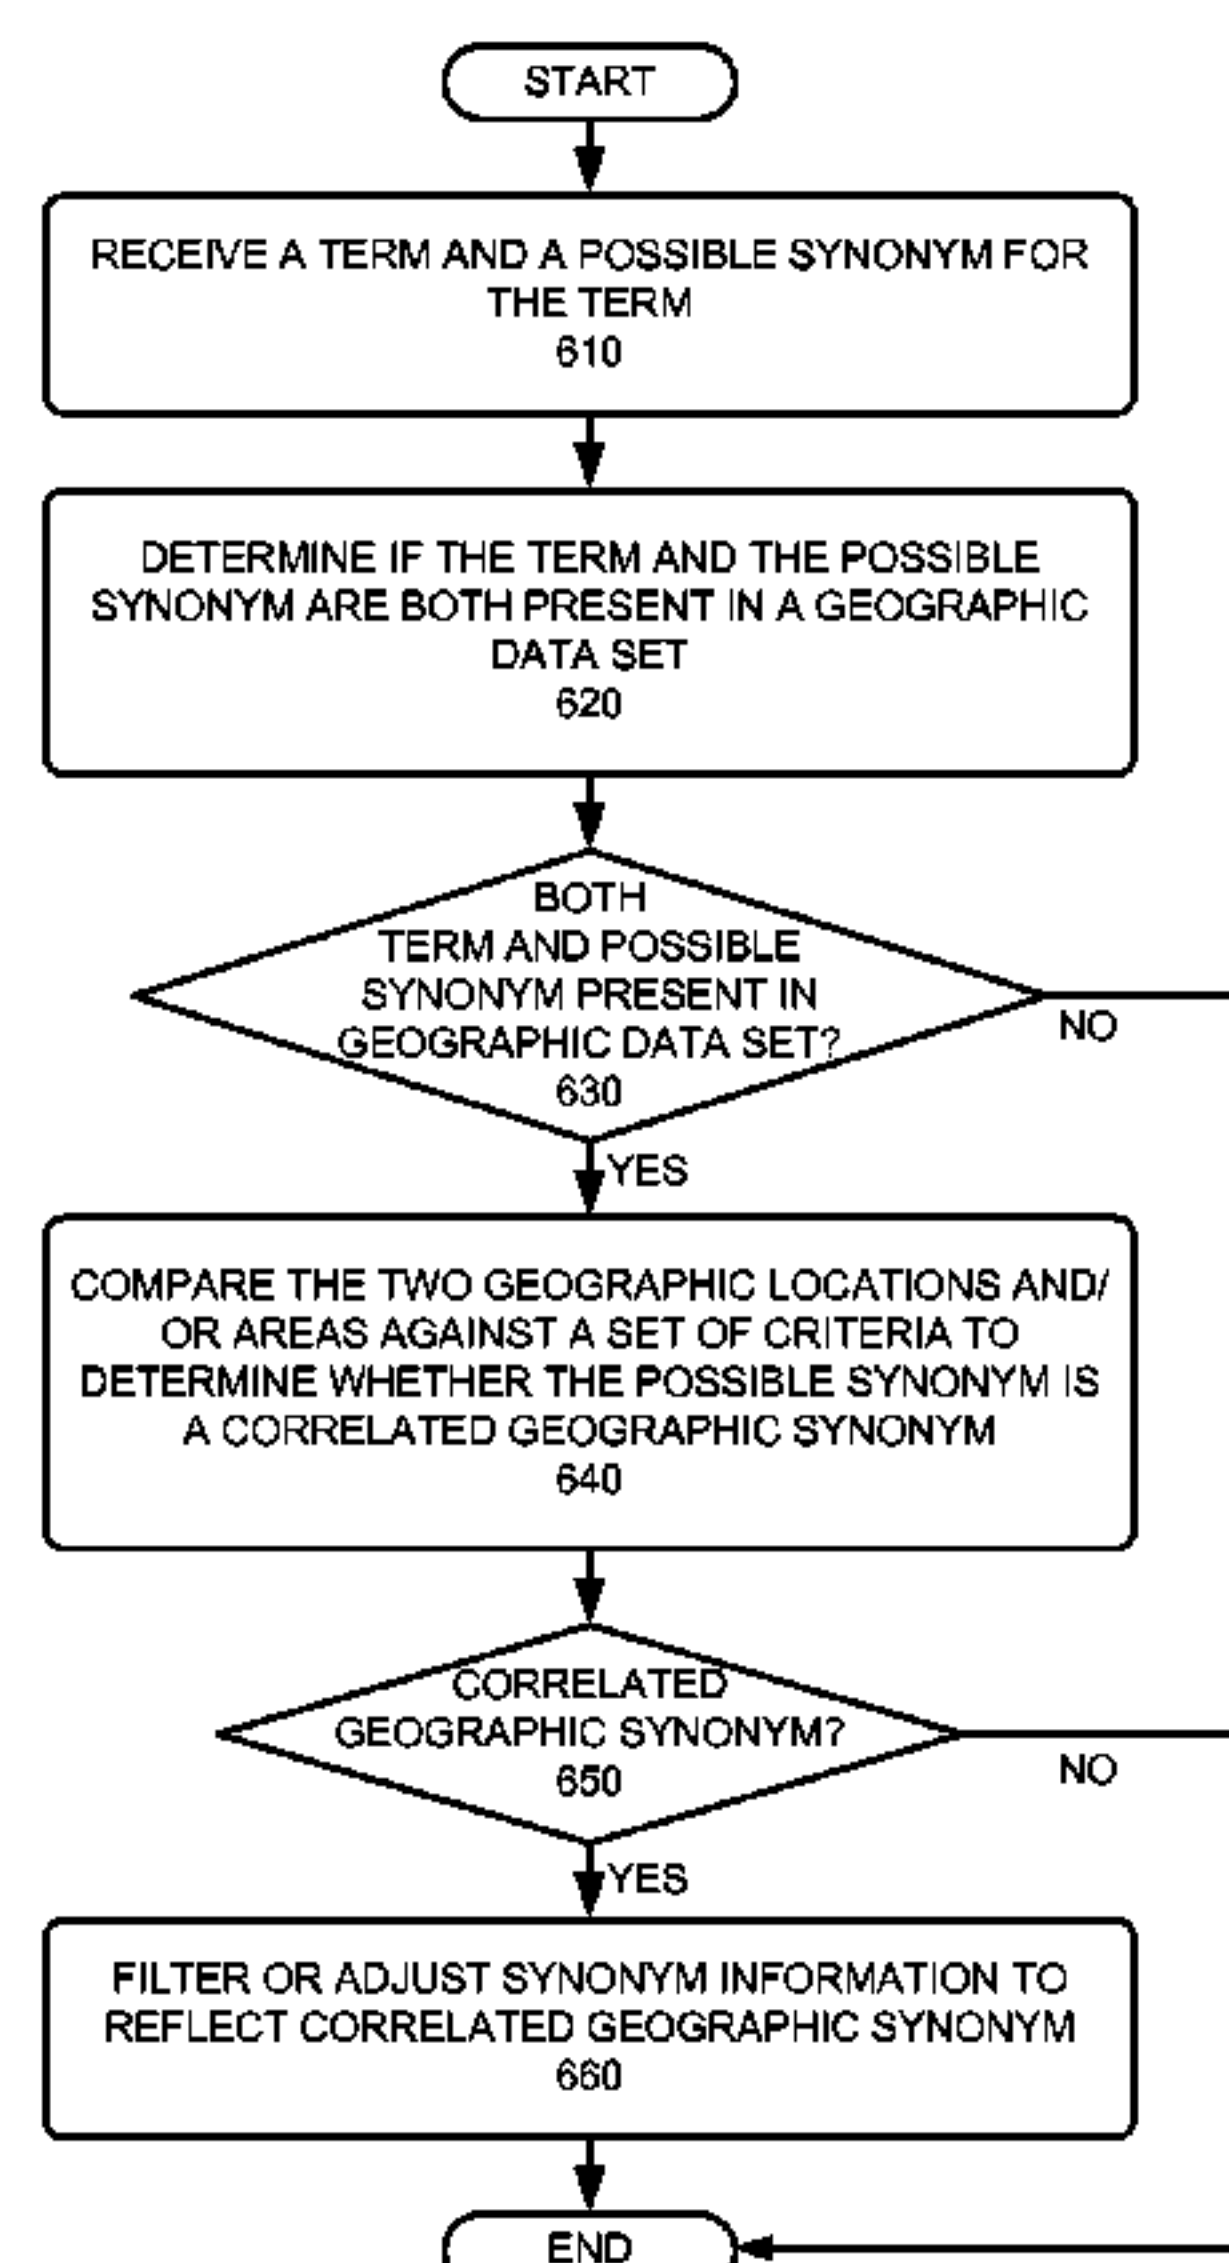 START
RECEIVE A TERM AND A POSSIBLE SYNONYM FOR
THE TERM
610
DETERMINE IF THE TERM AND THE POSSIBLE
SYNONYM ARE BOTH PRESENT IN A GEOGRAPHIC
DATA SET
620
BOTH
TERM AND POSSIBLE
SYNONYM PRESENT IN
GEOGRAPHIC DATA SET?
630
NO
YES
COMPARE THE TWO GEOGRAPHIC LOCATIONS AND/
OR AREAS AGAINST A SET OF CRITERIA TO
DETERMINE WHETHER THE POSSIBLE SYNONYM IS
A CORRELATED GEOGRAPHIC SYNONYM
640
CORRELATED
GEOGRAPHIC SYNONYM?
650
NO
YES
FILTER OR ADJUST SYNONYM INFORMATION TO
REFLECT CORRELATED GEOGRAPHIC SYNONYM
660
END